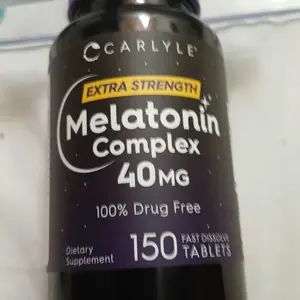 CARLYLE®
EXTRA STRENGTH
Melatonin
Complex
40MG
100% Drug Free
Dietary
Supplement
150
FAST DISSOLVE
TABLETS